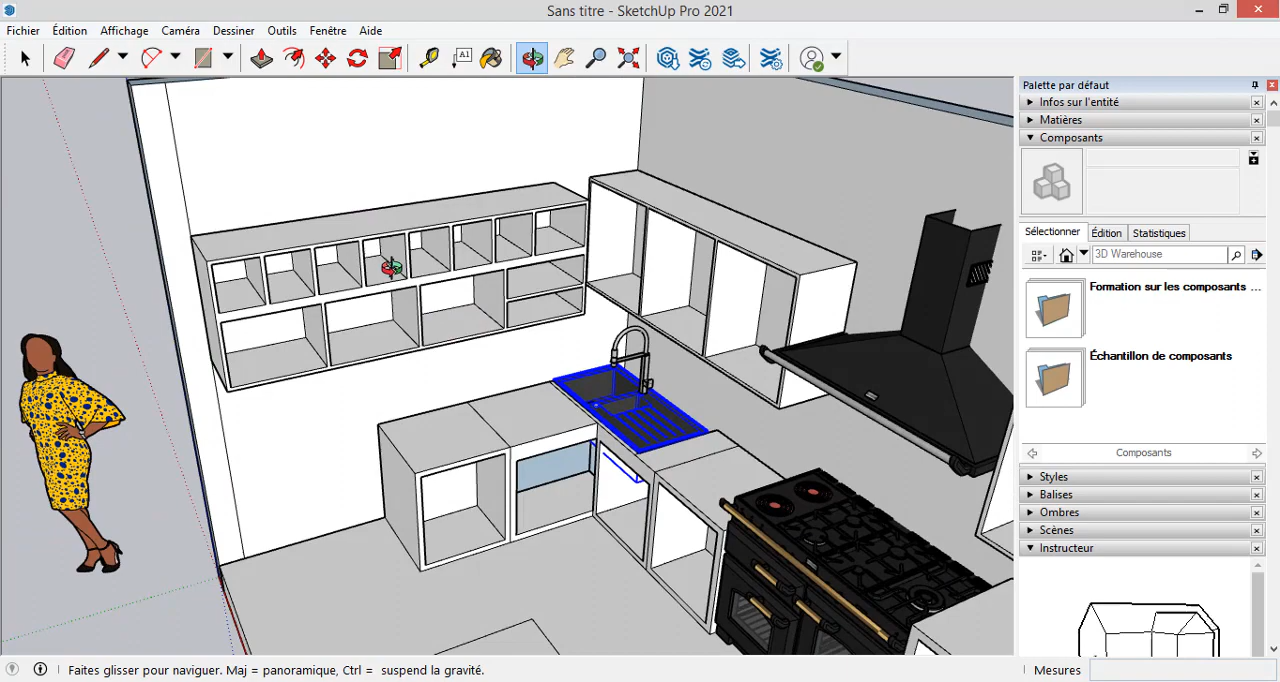 Sans titre - SketchUp Pro 2021
Fichier Édition Affichage Caméra Dessiner Outils Fenêtre Aide
A1
Palette par défaut
Infos sur l'entité
Matières
Composants
Sélectionner Édition Statistiques
3D Warehouse
Formation sur les composants ...
Échantillon de composants
Composants
Styles
Balises
Ombres
Scènes
Instructeur
Faites glisser pour naviguer. Maj = panoramique, Ctrl = suspend la gravité.
Mesures